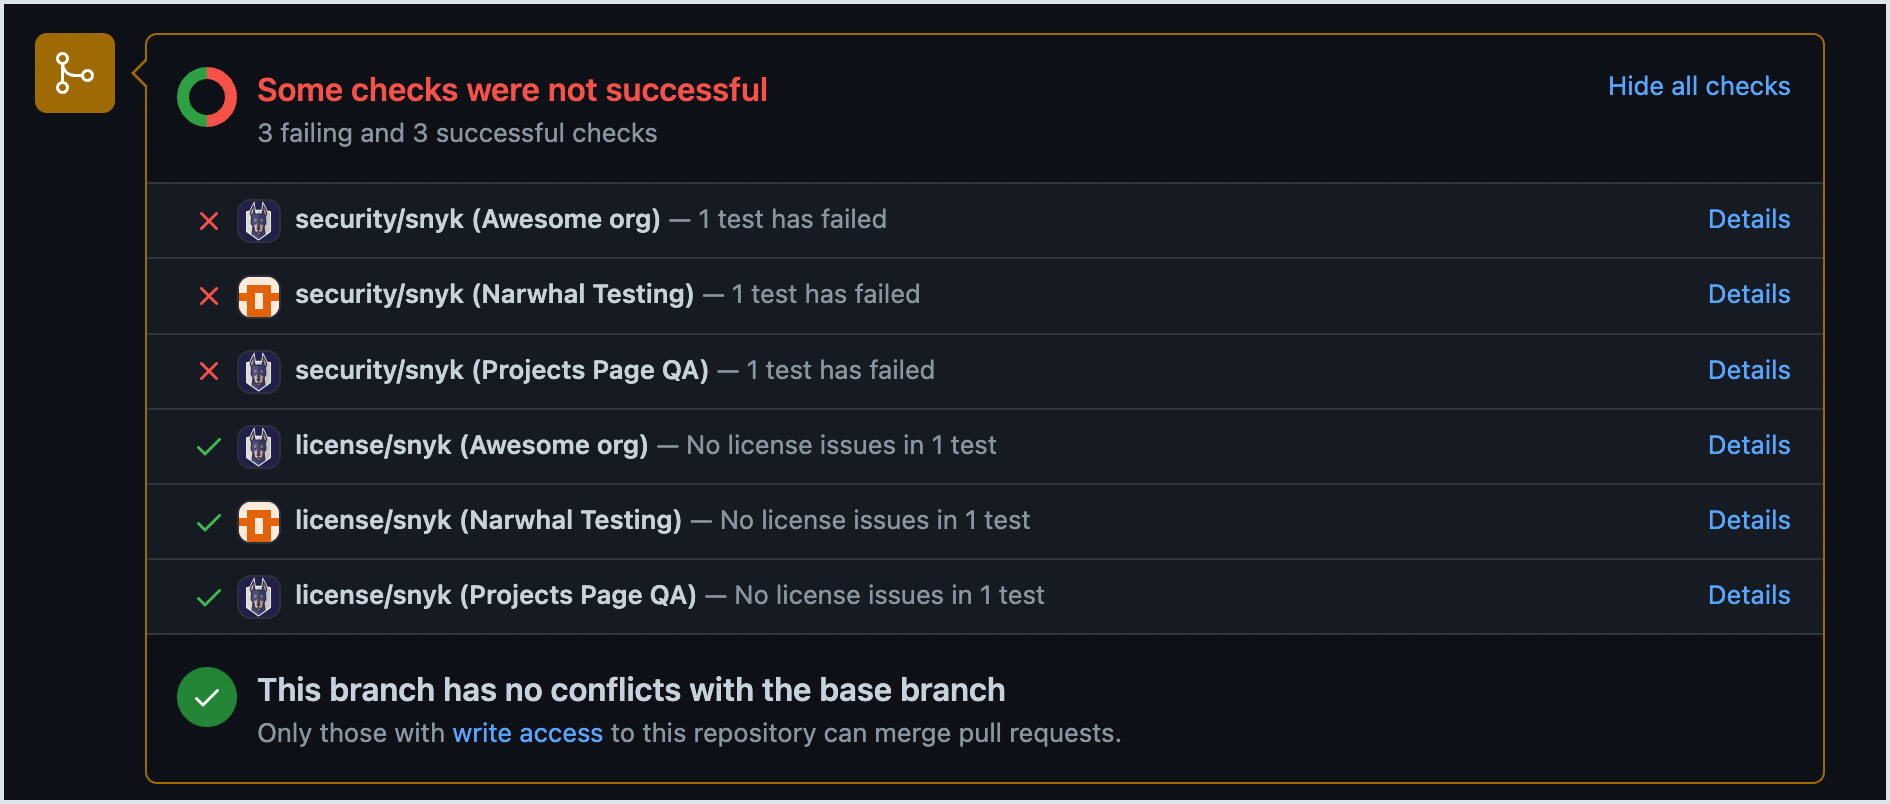 Some checks were not successful
Hide all checks
3 failing and 3 successful checks
security/snyk (Awesome org) — 1 test has failed
Details
security/snyk (Narwhal Testing) — 1 test has failed
Details
security/snyk (Projects Page QA) — 1 test has failed
Details
license/snyk (Awesome org) — No license issues in 1 test
Details
license/snyk (Narwhal Testing) — No license issues in 1 test
Details
license/snyk (Projects Page QA) — No license issues in 1 test
Details
This branch has no conflicts with the base branch
Only those with write access to this repository can merge pull requests.